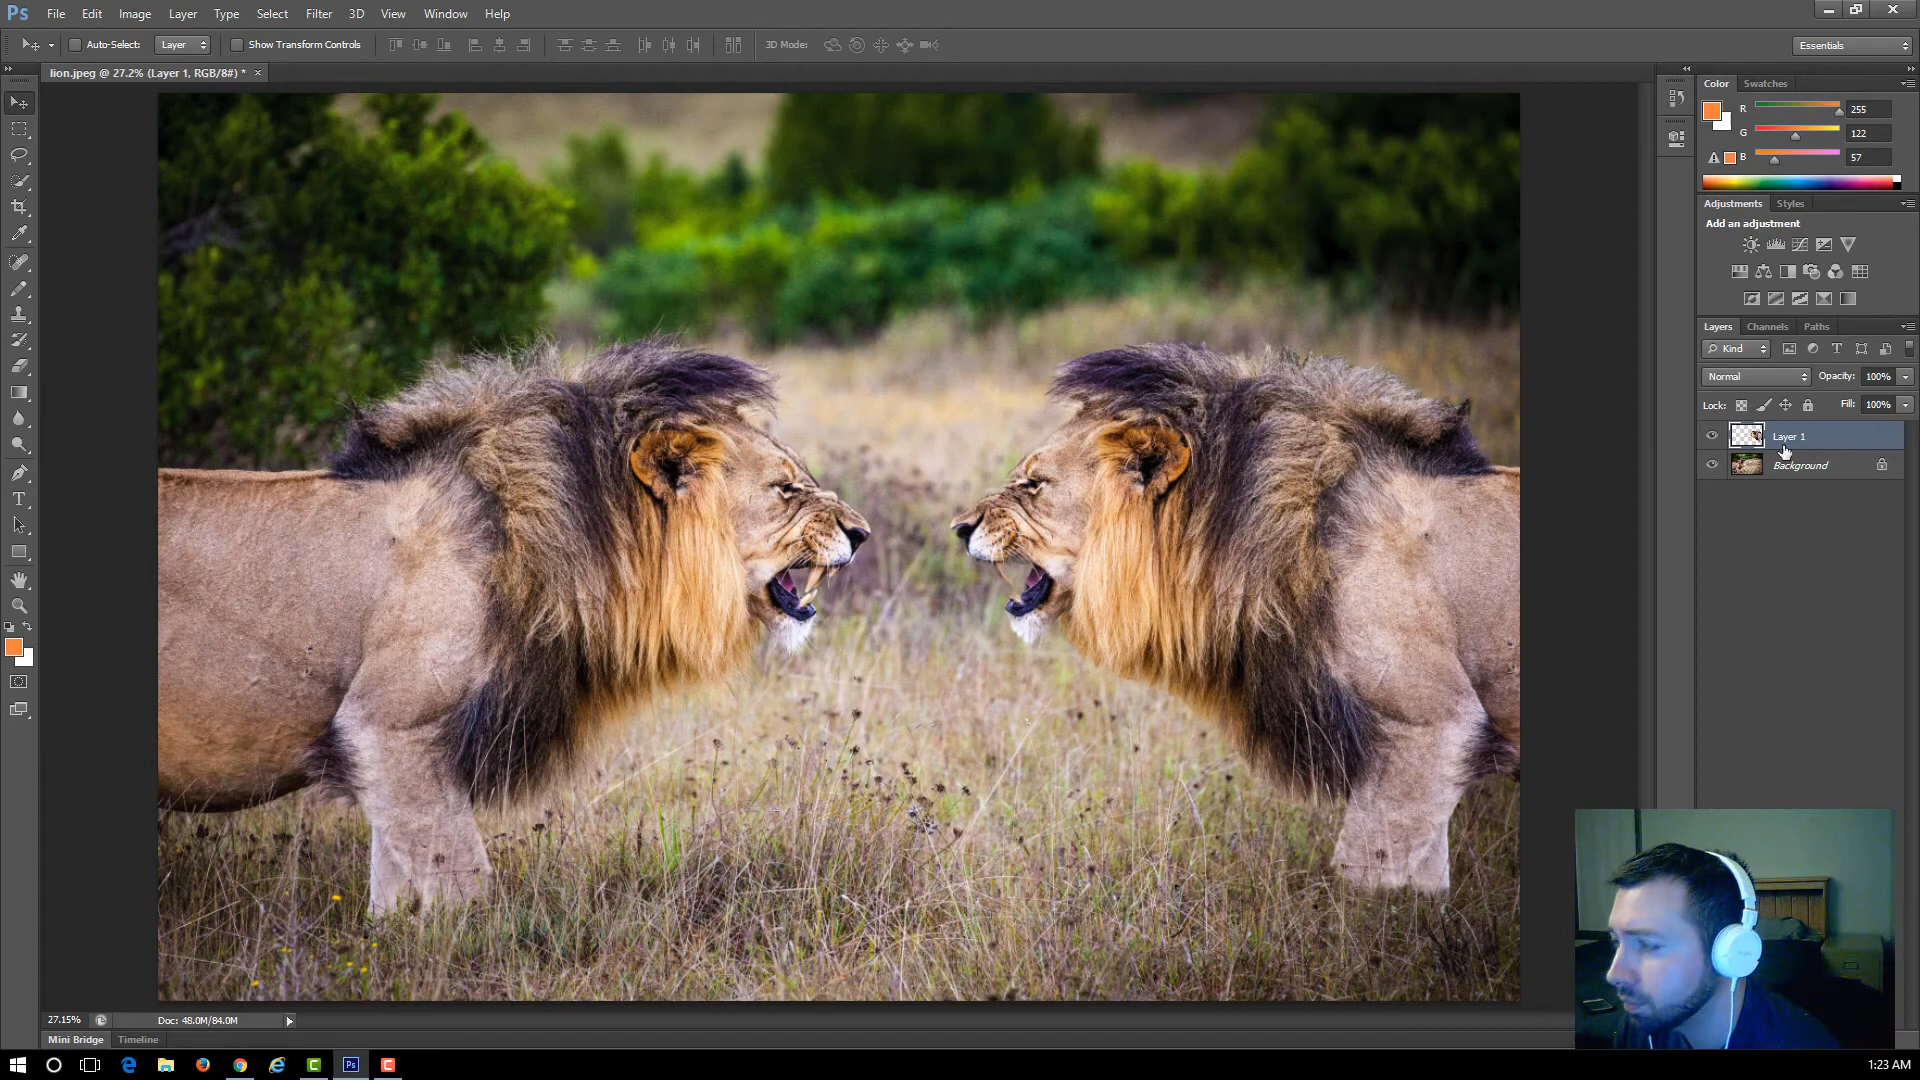 Ps File Edit Image Layer Type Select Filter 3D View Window Help
Auto-Select: Layer Show Transform Controls 3D Mode: Essentials
lion.jpeg @ 27.2% (Layer 1, RGB/8#) *
Color Swatches
R 255
G 122
B 57
Adjustments Styles
Add an adjustment
Layers Channels Paths
Kind
Normal Opacity: 100%
Lock: Fill: 100%
Layer 1
Background
27.15% Doc: 48.0M/84.0M
Mini Bridge Timeline
Ps
1:23 AM